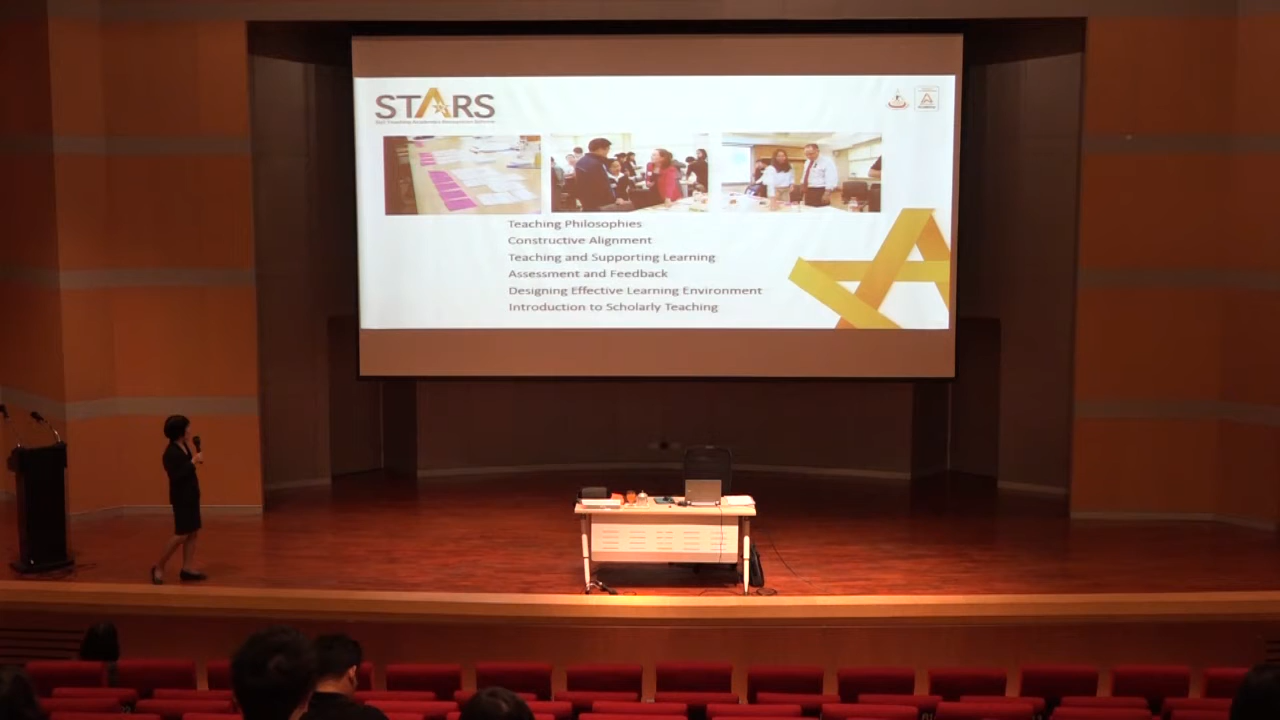 STARS
Teaching Philosophies
Constructive Alignment
Teaching and Supporting Learning
Assessment and Feedback
Designing Effective Learning Environment
Introduction to Scholarly Teaching